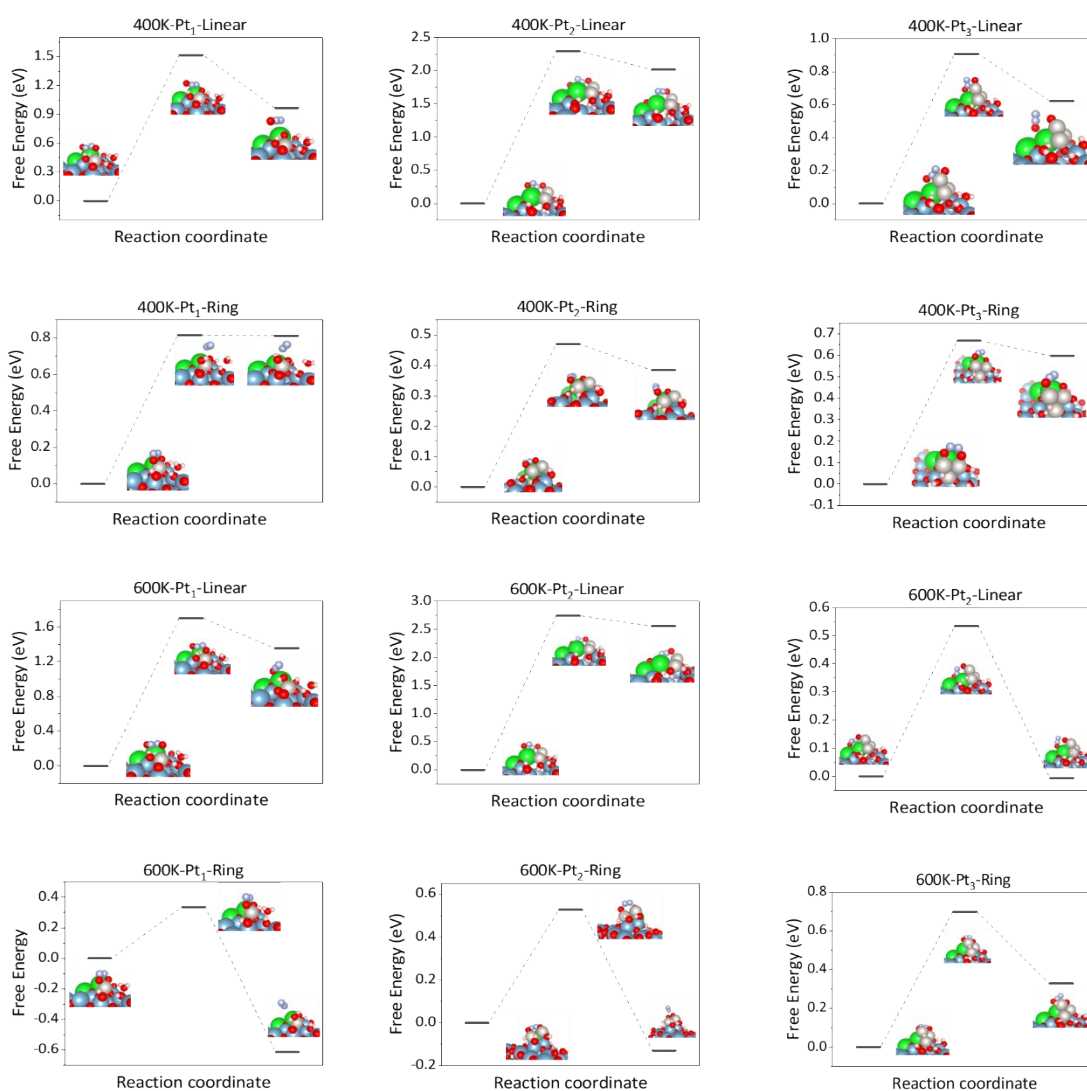 400K-Pt₁-Linear
400K-Pt₂-Linear
400K-Pt₃-Linear
Free Energy (eV)
1.5
1.2
0.9
0.6
0.3
0.0
Reaction coordinate
Free Energy (eV)
2.5
2.0
1.5
1.0
0.5
0.0
Reaction coordinate
Free Energy (eV)
1.0
0.8
0.6
0.4
0.2
0.0
Reaction coordinate
400K-Pt₁-Ring
400K-Pt₂-Ring
400K-Pt₃-Ring
Free Energy (eV)
0.8
0.6
0.4
0.2
0.0
Reaction coordinate
Free Energy (eV)
0.5
0.4
0.3
0.2
0.1
0.0
Reaction coordinate
Free Energy (eV)
0.7
0.6
0.5
0.4
0.3
0.2
0.1
0.0
-0.1
Reaction coordinate
600K-Pt₁-Linear
600K-Pt₂-Linear
600K-Pt₂-Linear
Free Energy (eV)
1.6
1.2
0.8
0.4
0.0
Reaction coordinate
Free Energy (eV)
3.0
2.5
2.0
1.5
1.0
0.5
0.0
Reaction coordinate
Free Energy (eV)
0.6
0.5
0.4
0.3
0.2
0.1
0.0
Reaction coordinate
600K-Pt₁-Ring
600K-Pt₂-Ring
600K-Pt₃-Ring
Free Energy
0.4
0.2
0.0
-0.2
-0.4
-0.6
Reaction coordinate
Free Energy (eV)
0.6
0.4
0.2
0.0
-0.2
Reaction coordinate
Free Energy (eV)
0.8
0.6
0.4
0.2
0.0
Reaction coordinate